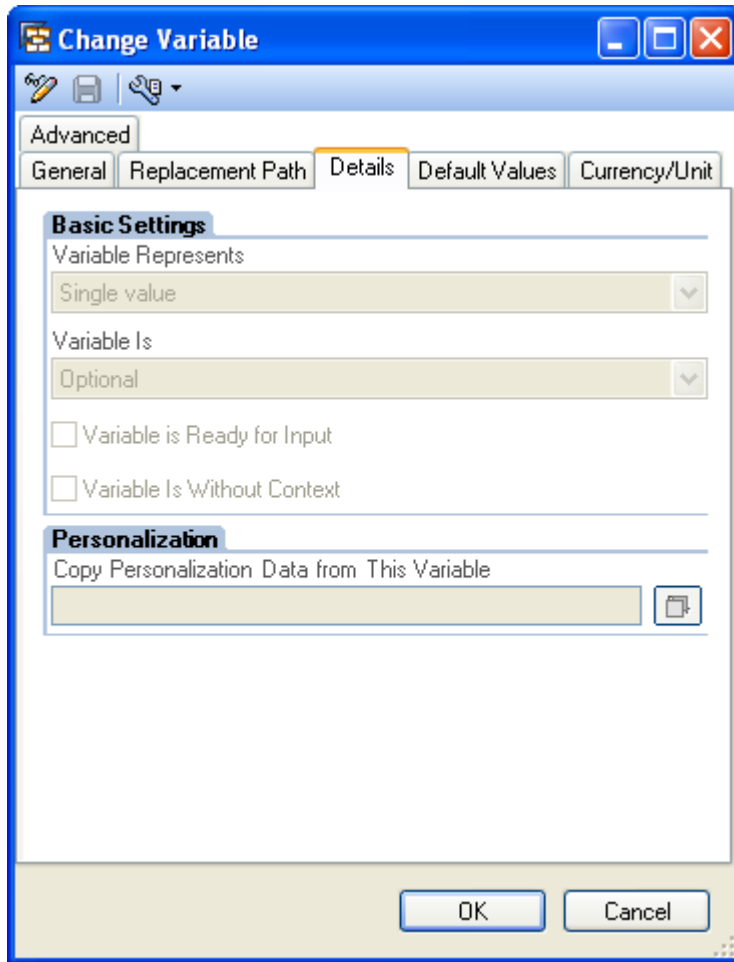 Change Variable
Advanced
General Replacement Path Details Default Values Currency/Unit
Basic Settings
Variable Represents
Single value
Variable Is
Optional
Variable is Ready for Input
Variable Is Without Context
Personalization
Copy Personalization Data from This Variable
OK Cancel